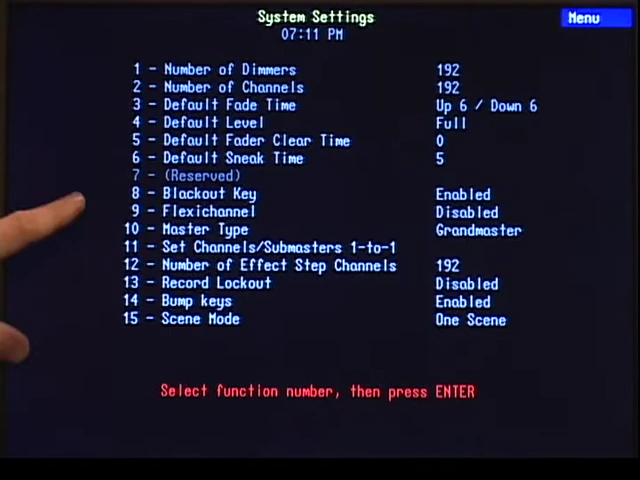 System Settings
Menu
07:11 PM
1 - Number of Dimmers 192
2 - Number of Channels 192
3 - Default Fade Time Up 6 / Down 6
4 - Default Level Full
5 - Default Fader Clear Time 0
6 - Default Sneak Time 5
7 - (Reserved)
8 - Blackout Key Enabled
9 - Flexichannel Disabled
10 - Master Type Grandmaster
11 - Set Channels/Submasters 1-to-1
12 - Number of Effect Step Channels 192
13 - Record Lockout Disabled
14 - Bump keys Enabled
15 - Scene Mode One Scene
Select function number, then press ENTER